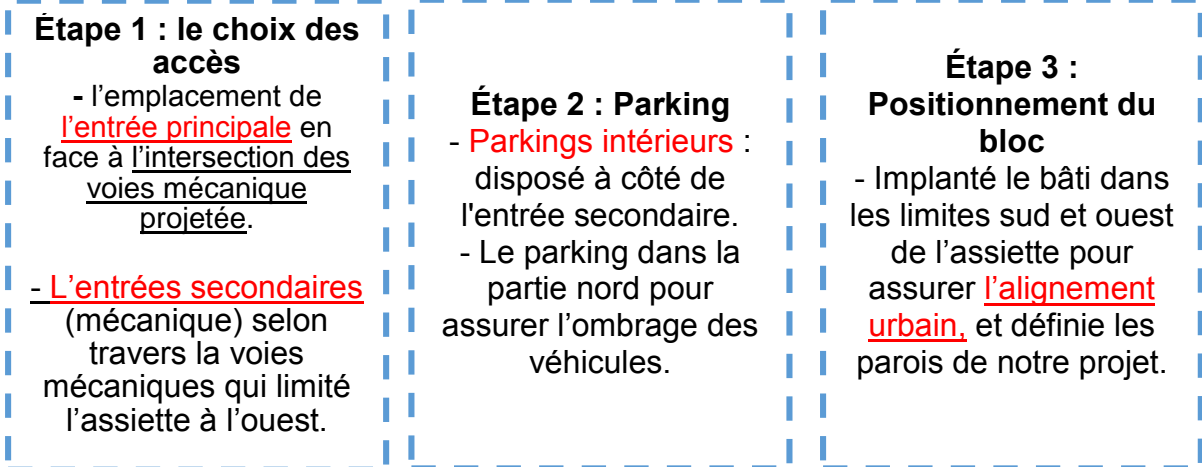 Étape 1 : le choix des
accès
- l’emplacement de
l’entrée principale en
face à l’intersection des
voies mécanique
projetée.
- L’entrées secondaires
(mécanique) selon
travers la voies
mécaniques qui limité
l’assiette à l’ouest.
Étape 2 : Parking
- Parkings intérieurs :
disposé à côté de
l'entrée secondaire.
- Le parking dans la
partie nord pour
assurer l’ombrage des
véhicules.
Étape 3 :
Positionnement du
bloc
- Implanté le bâti dans
les limites sud et ouest
de l’assiette pour
assurer l’alignement
urbain, et définie les
parois de notre projet.